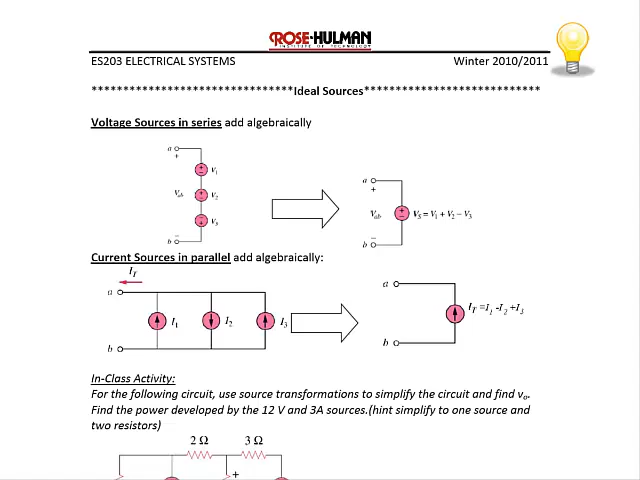 ROSE-HULMAN
INSTITUTE OF TECHNOLOGY
ES203 ELECTRICAL SYSTEMS Winter 2010/2011
********************************Ideal Sources****************************
Voltage Sources in series add algebraically
a
+
V1
Vab
V2
V3
−
b
a
+
Vab
VS = V1 + V2 − V3
−
b
Current Sources in parallel add algebraically:
IT
a
I1
I2
I3
b
a
IT =I1 -I2 +I3
b
In-Class Activity:
For the following circuit, use source transformations to simplify the circuit and find vo.
Find the power developed by the 12 V and 3A sources.(hint simplify to one source and
two resistors)
2 Ω 3 Ω
+